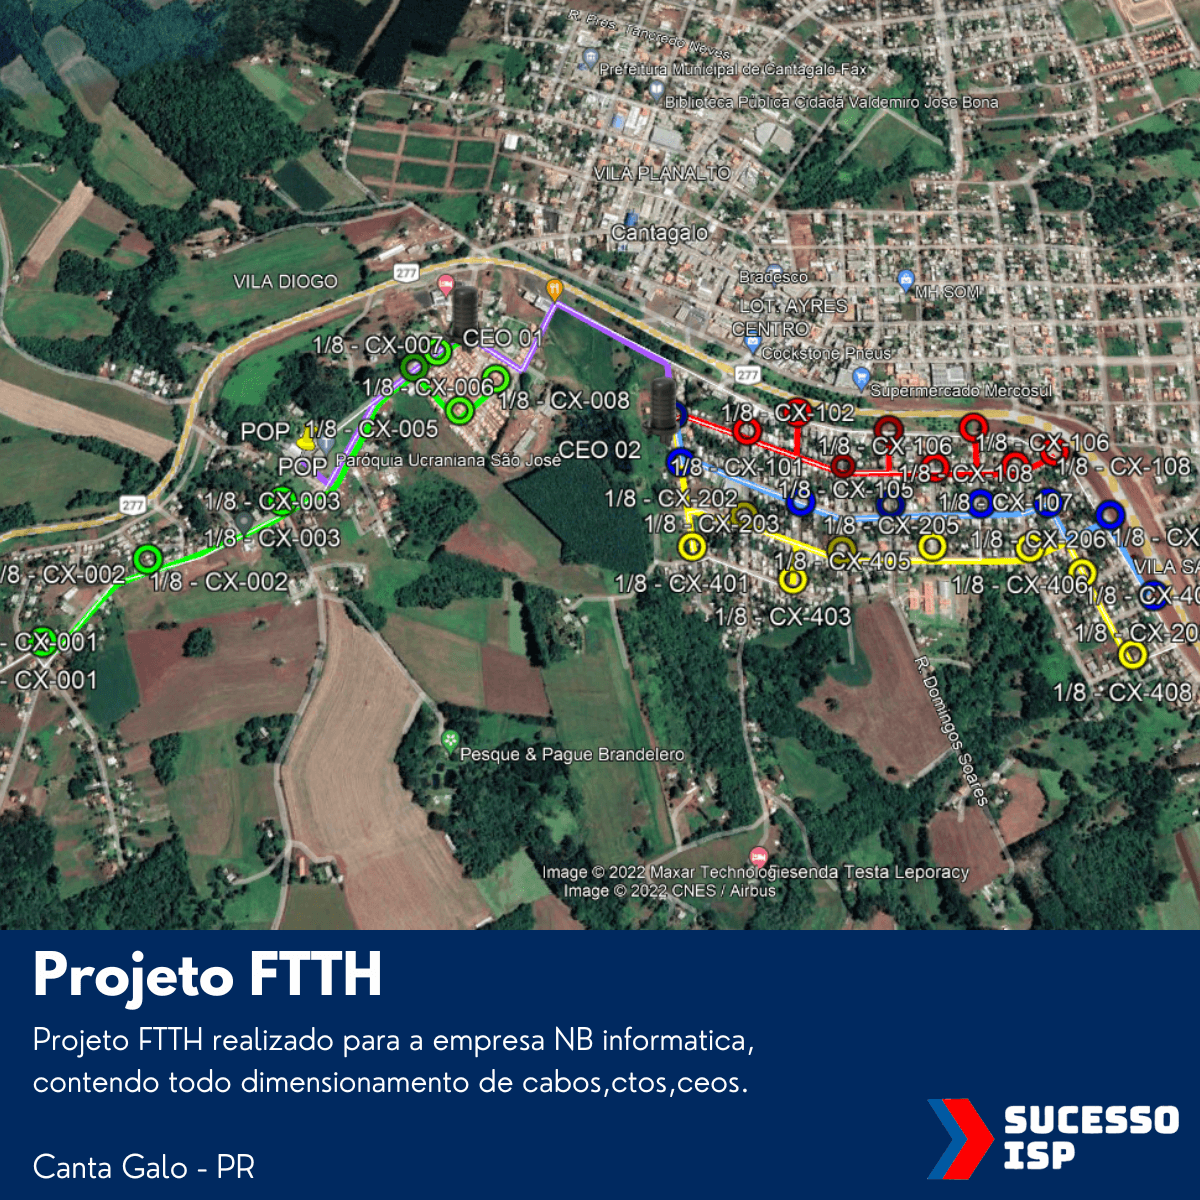 R. Pres. Tancredo Neves
Prefeitura Municipal de Cantagalo-Fax
Biblioteca Pública Cidadã Valdemiro Jose Bona
VILA PLANALTO
Cantagalo
277
VILA DIOGO
Bradesco
MH SOM
LOT. AYRES
CENTRO
CEO 01
1/8 - CX-007
Cockstone Pneus
277
1/8 - CX-006
Supermercado Mercosul
1/8 - CX-008
1/8 - CX-102
POP
1/8 - CX-005
1/8 - CX-106
1/8 - CX-106
CEO 02
POP
Paróquia Ucraniana São José
1/8 - CX-101
1/8 - CX-108
1/8 - CX-108
1/8 - CX-105
277
1/8 - CX-003
1/8 - CX-202
1/8 - CX-107
1/8 - CX-203
1/8 - CX-205
1/8 - CX-003
1/8 - CX-206
1/8 - CX
1/8 - CX-405
VILA SA
/8 - CX-002
1/8 - CX-002
1/8 - CX-401
1/8 - CX-406
1/8 - CX-40
1/8 - CX-403
1/8 - CX-20
- CX-001
- CX-001
1/8 - CX-408
R. Domingos Soares
Pesque & Pague Brandelero
Image © 2022 Maxar Technologiesenda Testa Leporacy
Image © 2022 CNES / Airbus
Projeto FTTH
Projeto FTTH realizado para a empresa NB informatica,
contendo todo dimensionamento de cabos,ctos,ceos.
Canta Galo - PR
SUCESSO
ISP